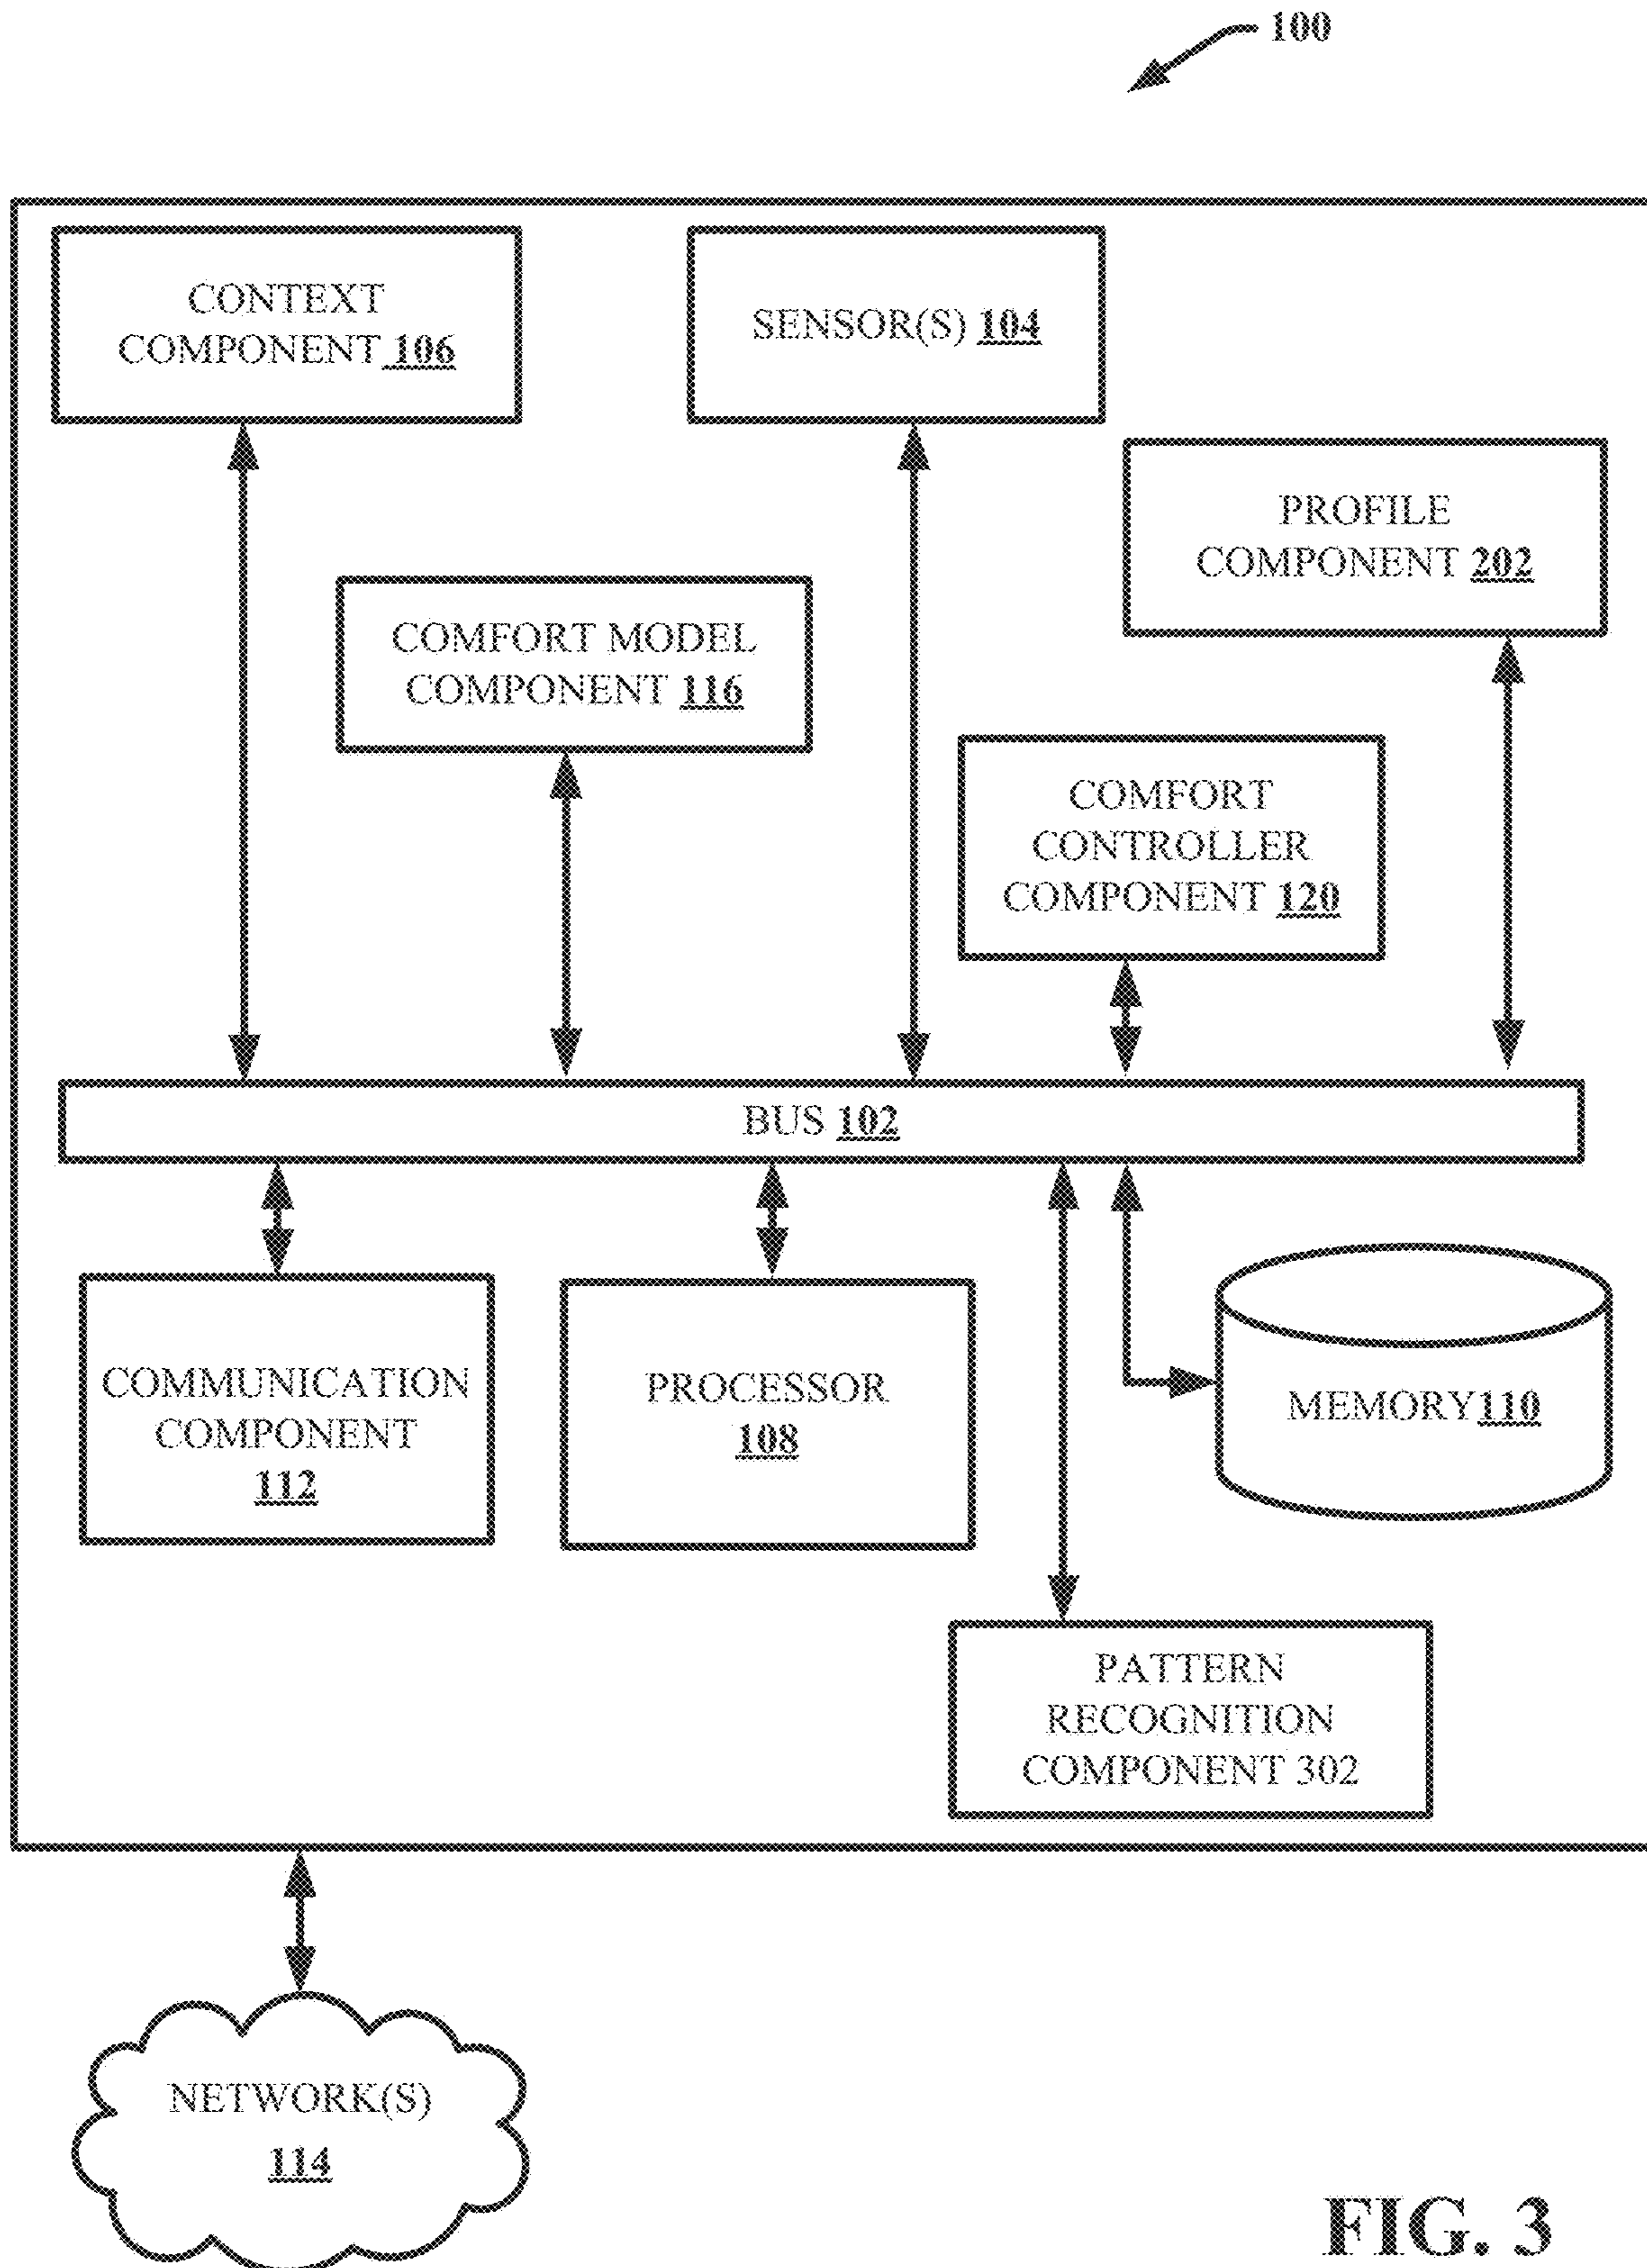 100
CONTEXT
COMPONENT 106
SENSOR(S) 104
PROFILE
COMPONENT 202
COMFORT MODEL
COMPONENT 116
COMFORT
CONTROLLER
COMPONENT 120
BUS 102
COMMUNICATION
COMPONENT
112
PROCESSOR
108
MEMORY110
PATTERN
RECOGNITION
COMPONENT 302
NETWORK(S)
114
FIG. 3